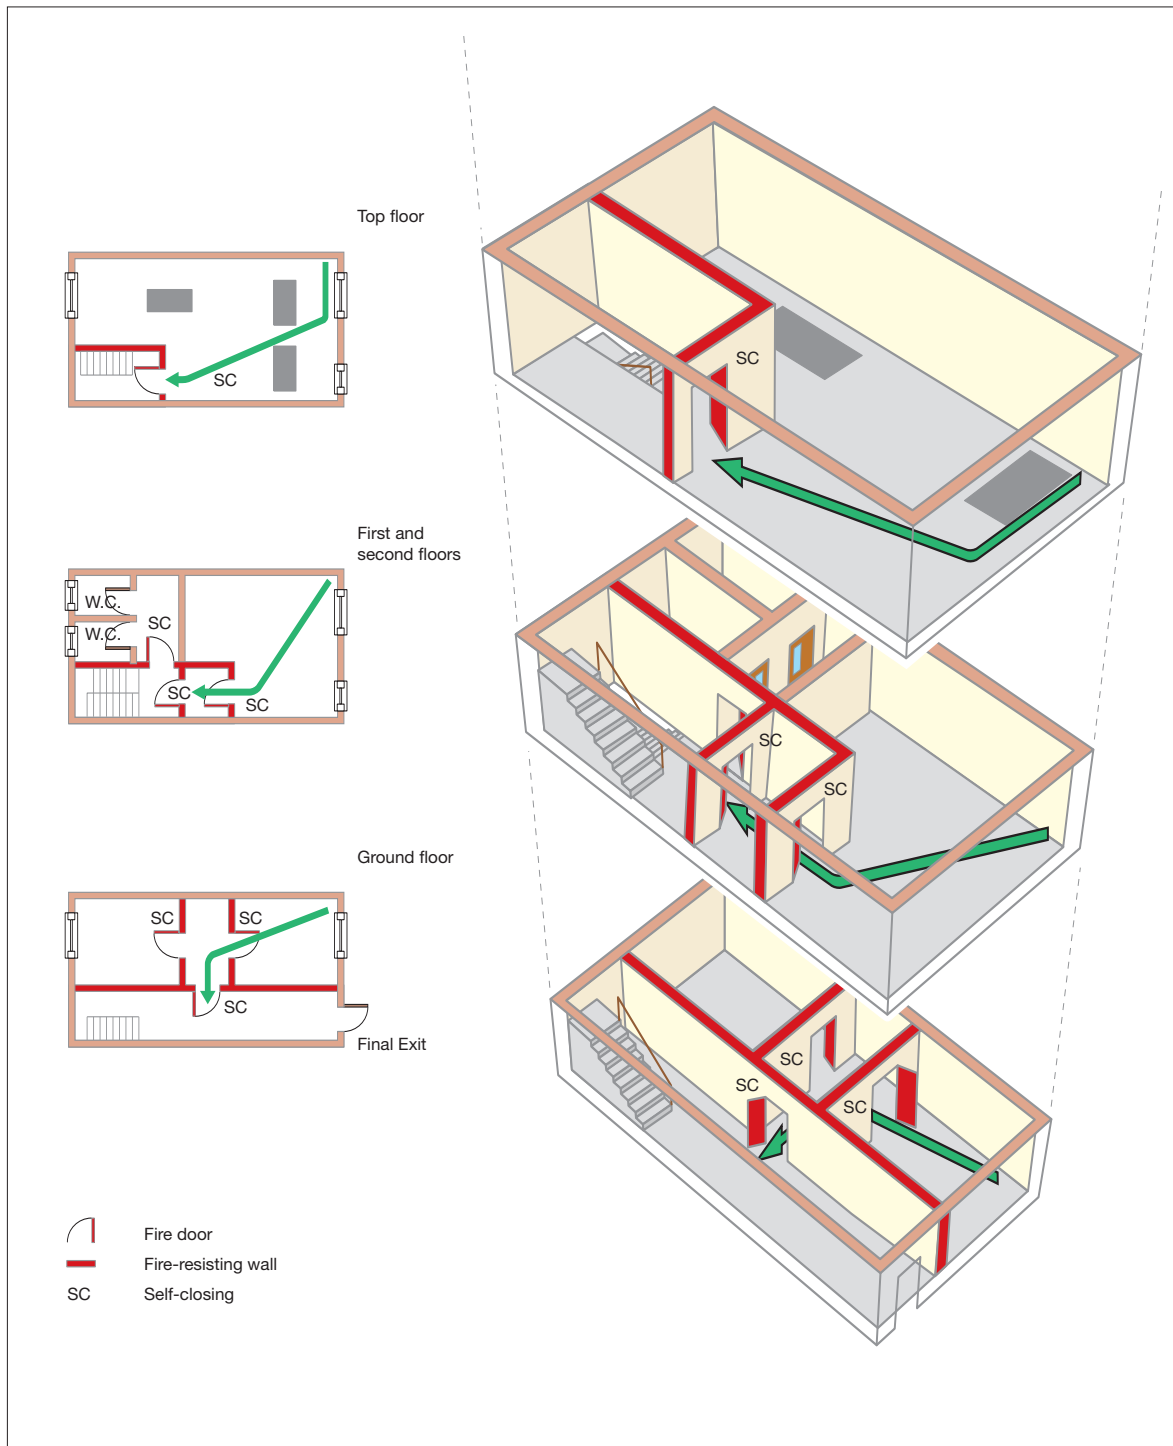 Top floor
SC
SC
First and
second floors
W.C.
W.C.
SC
SC
SC
SC
SC
Ground floor
SC
SC
SC
Final Exit
SC
SC
SC
Fire door
Fire-resisting wall
SC
Self-closing